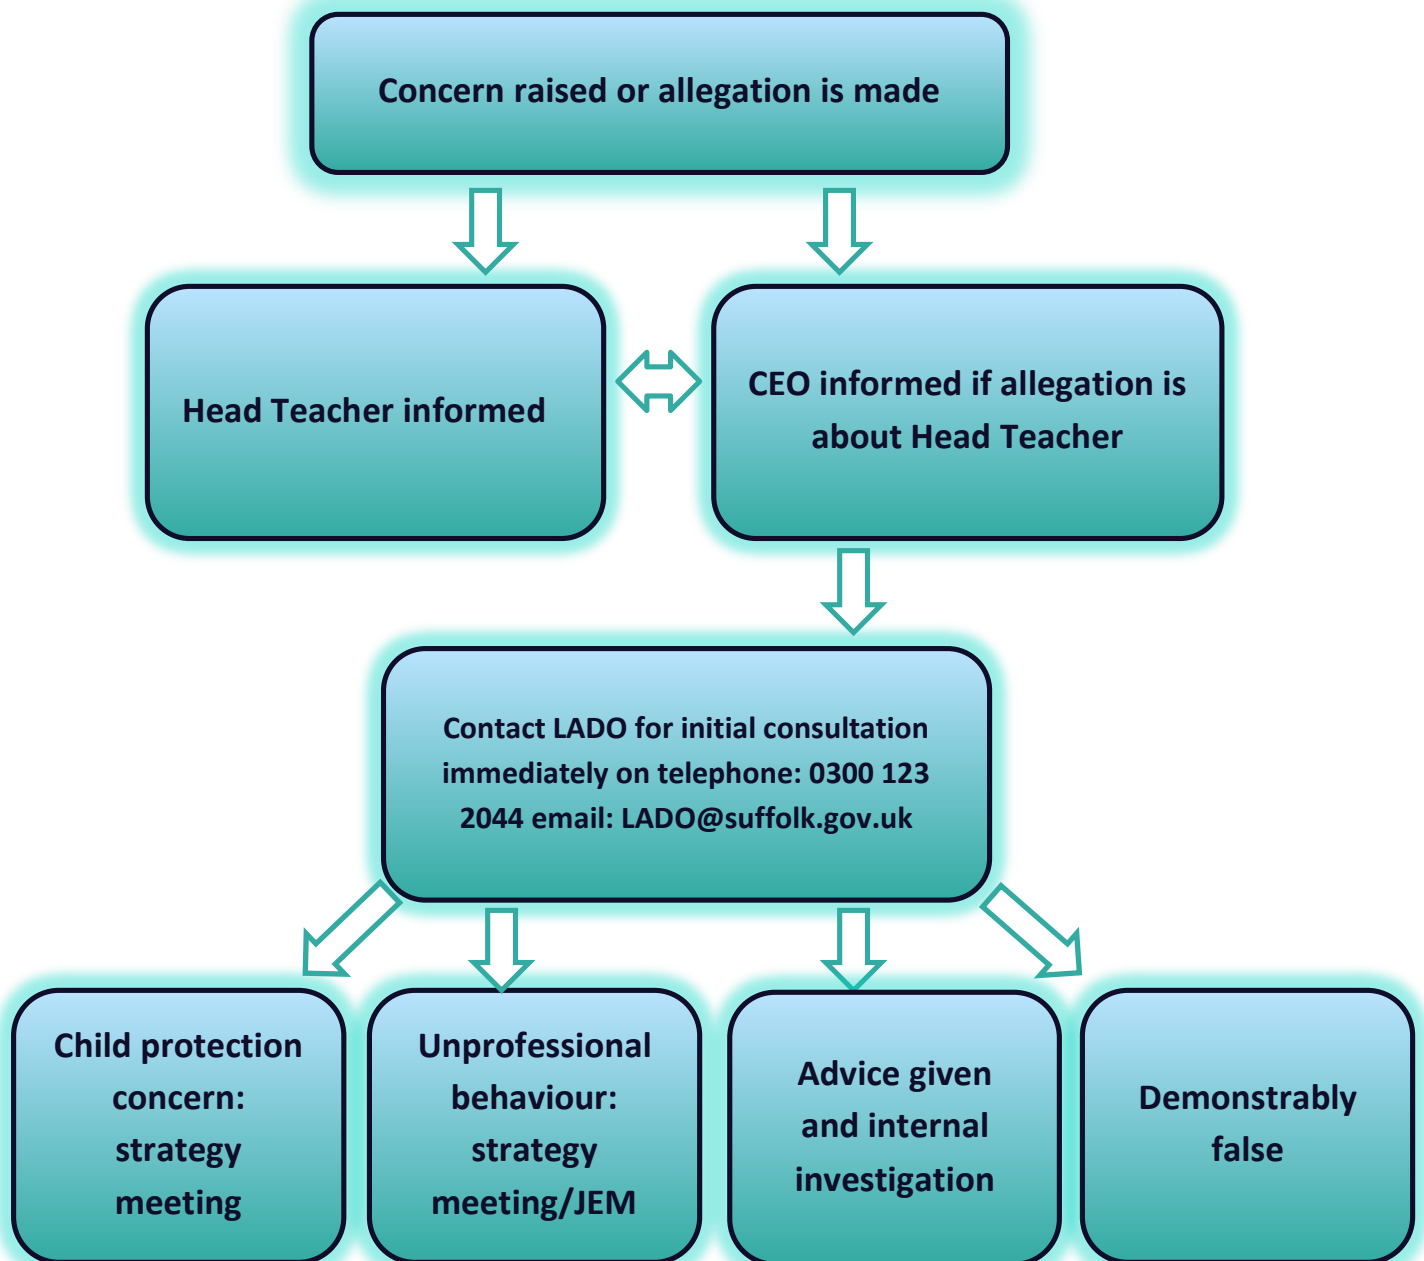 Concern raised or allegation is made
Head Teacher informed
CEO informed if allegation is
about Head Teacher
Contact LADO for initial consultation
immediately on telephone: 0300 123
2044 email: LADO@suffolk.gov.uk
Child protection
concern:
strategy
meeting
Unprofessional
behaviour:
strategy
meeting/JEM
Advice given
and internal
investigation
Demonstrably
false